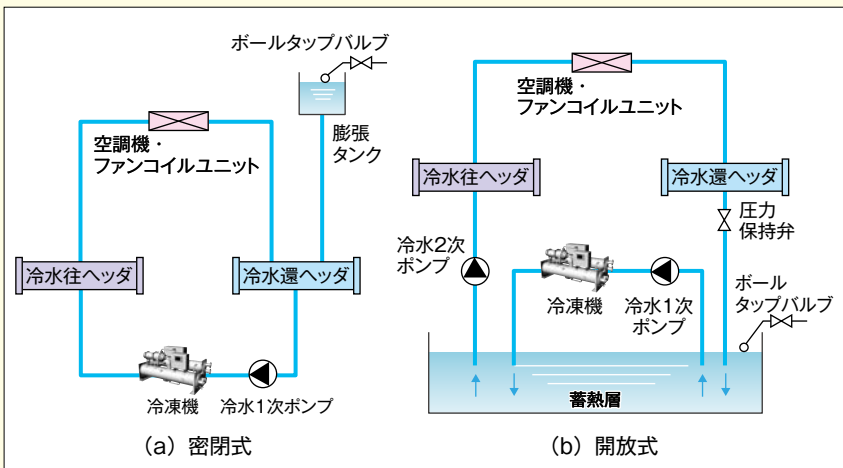 ボールタップバルブ
空調機・
ファンコイルユニット
膨張
タンク
冷水往ヘッダ
冷水還ヘッダ
冷凍機
冷水1次ポンプ
(a) 密閉式
空調機・
ファンコイルユニット
冷水往ヘッダ
冷水還ヘッダ
圧力
保持弁
冷水2次
ポンプ
冷凍機
冷水1次
ポンプ
ボール
タップバルブ
蓄熱層
(b) 開放式